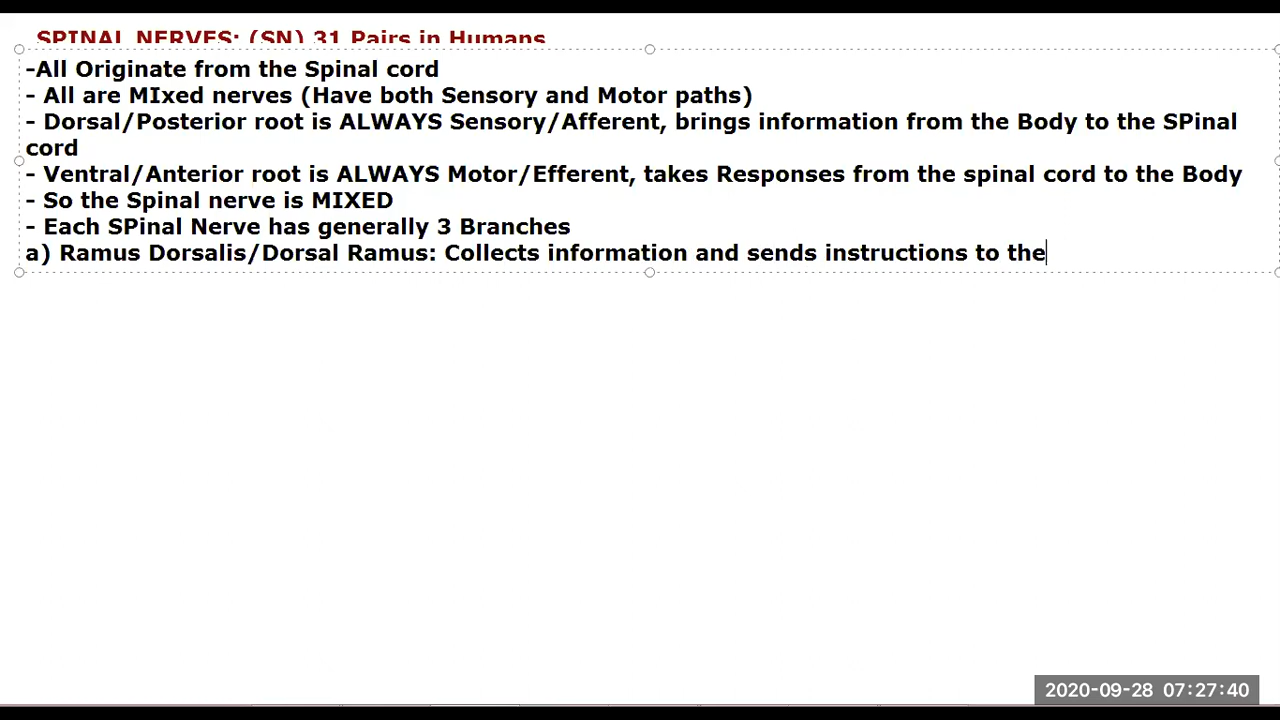 SPINAL NERVES: (SN) 31 Pairs in Humans
-All Originate from the Spinal cord
- All are MIxed nerves (Have both Sensory and Motor paths)
- Dorsal/Posterior root is ALWAYS Sensory/Afferent, brings information from the Body to the SPinal
cord
- Ventral/Anterior root is ALWAYS Motor/Efferent, takes Responses from the spinal cord to the Body
- So the Spinal nerve is MIXED
- Each SPinal Nerve has generally 3 Branches
a) Ramus Dorsalis/Dorsal Ramus: Collects information and sends instructions to the
2020-09-28 07:27:40